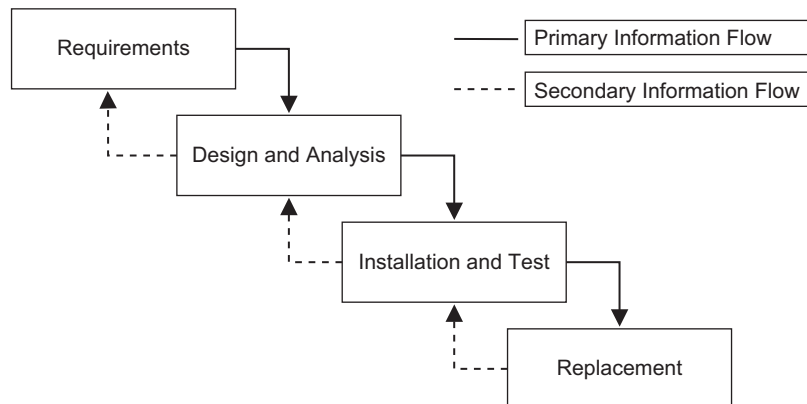 Requirements
Primary Information Flow
Secondary Information Flow
Design and Analysis
Installation and Test
Replacement